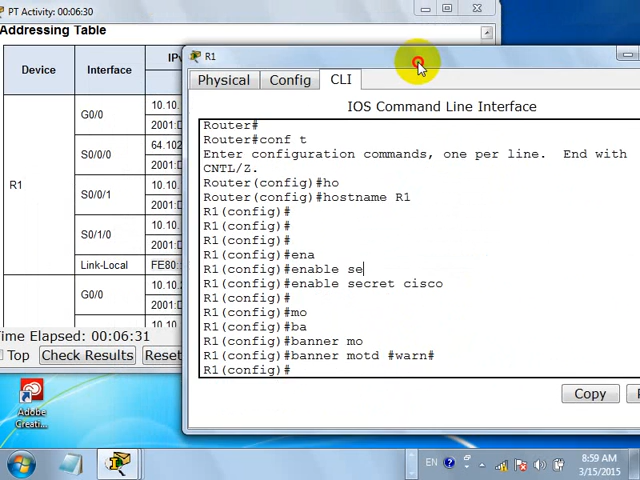 PT Activity: 00:06:30
Addressing Table
Device
Interface
R1
G0/0
10.10.
2001:
S0/0/0
64.102
2001:
S0/0/1
10.10.
2001:
S0/1/0
10.10.
2001:
Link-Local
FE80:
G0/0
10.10.
2001:
Time Elapsed: 00:06:31
Top
Check Results
Reset
R1
Physical
Config
CLI
IOS Command Line Interface
Router#
Router#conf t
Enter configuration commands, one per line.  End with
CNTL/Z.
Router(config)#ho
Router(config)#hostname R1
R1(config)#
R1(config)#
R1(config)#
R1(config)#ena
R1(config)#enable se
R1(config)#enable secret cisco
R1(config)#
R1(config)#mo
R1(config)#ba
R1(config)#banner mo
R1(config)#banner motd #warn#
R1(config)#
Copy
Adobe
Creati...
EN
8:59 AM
3/15/2015